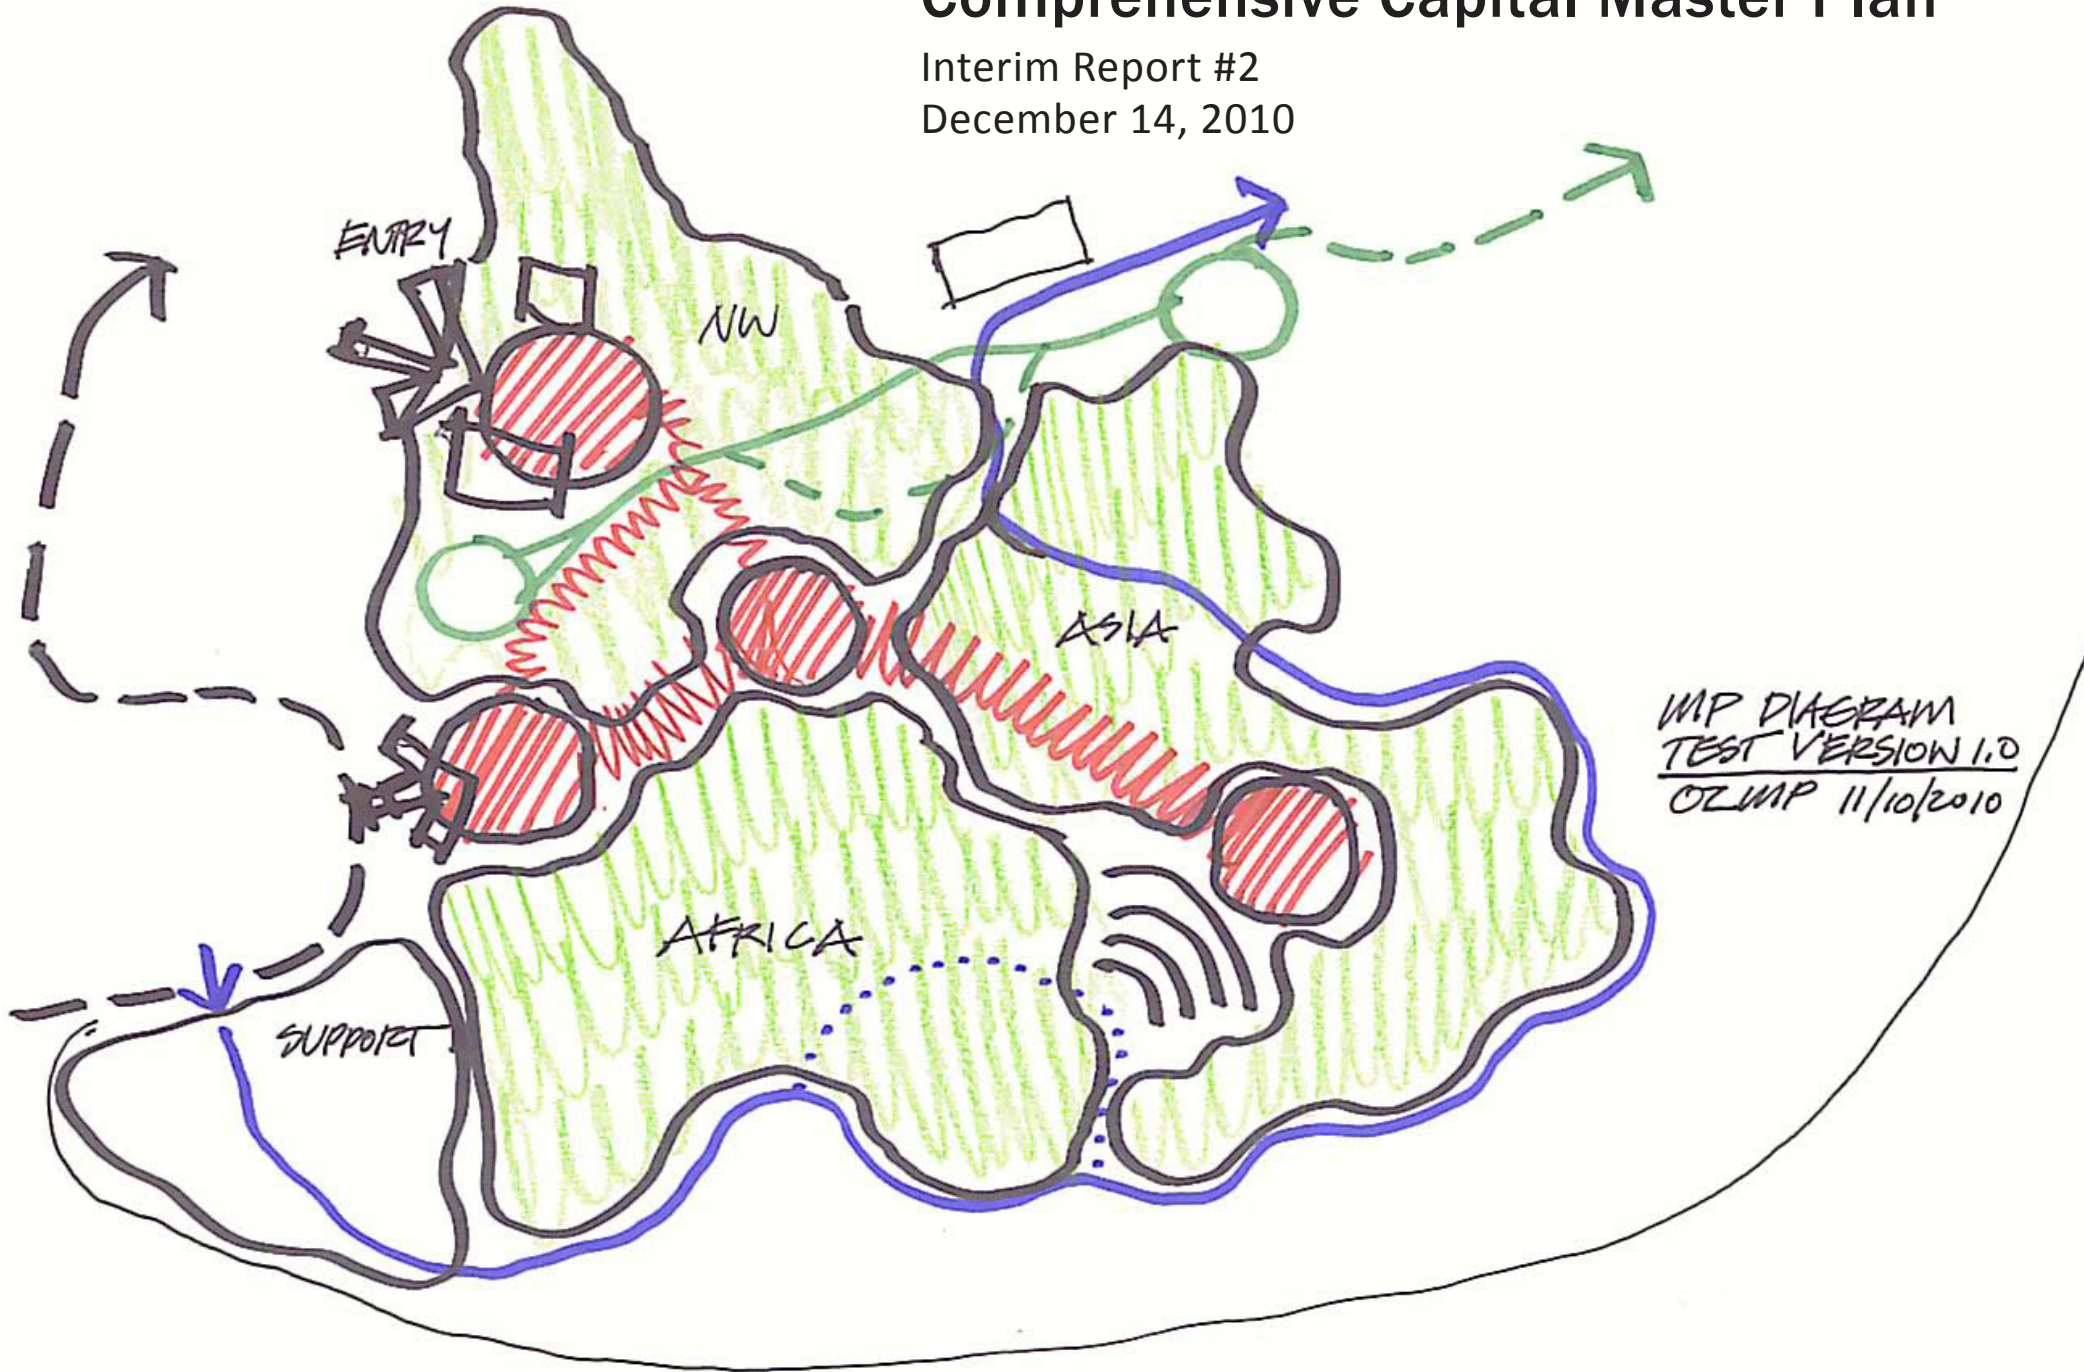 Comprehensive Capital Master Plan
Interim Report #2
December 14, 2010
ENTRY
NW
ASIA
MP DIAGRAM
TEST VERSION 1.0
OZMP 11/10/2010
AFRICA
SUPPORT